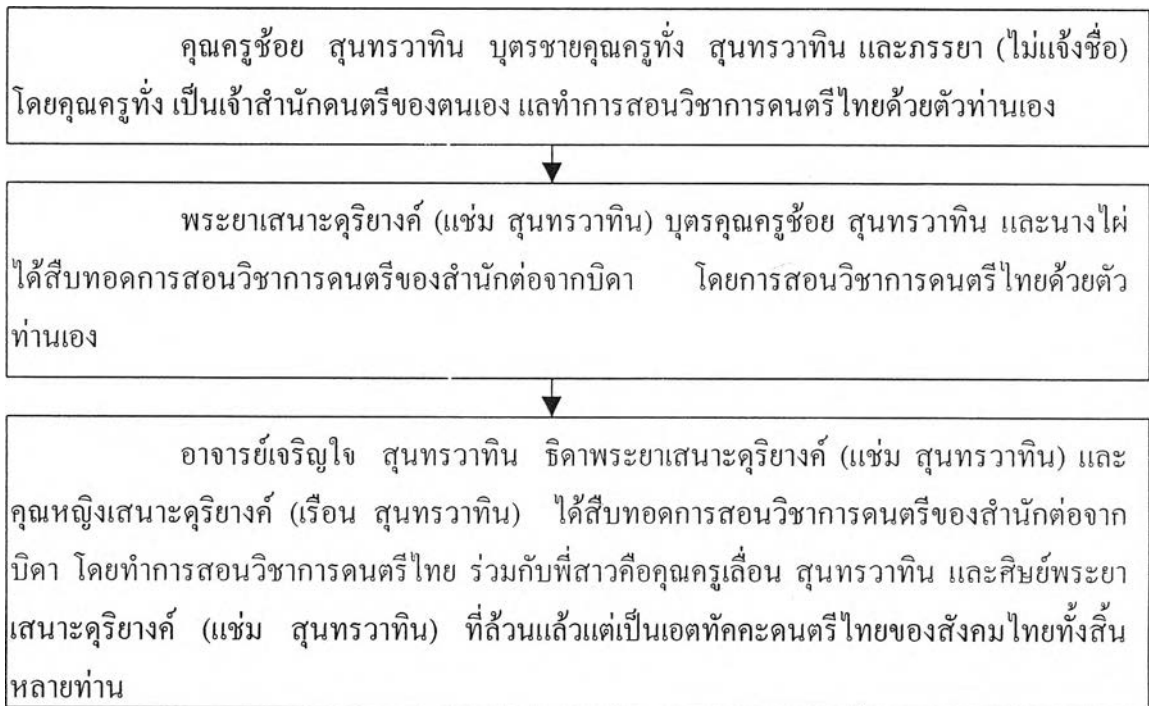 คุณครูช้อย สุนทรวาทิน บุตรชายคุณครูทั่ง สุนทรวาทิน และภรรยา (ไม่แจ้งชื่อ)
โดยคุณครูทั่ง เป็นเจ้าสำนักดนตรีของตนเอง แลทำการสอนวิชาการดนตรีไทยด้วยตัวท่านเอง
พระยาเสนาะดุริยางค์ (แช่ม สุนทรวาทิน) บุตรคุณครูช้อย สุนทรวาทิน และนางไผ่
ได้สืบทอดการสอนวิชาการดนตรีของสำนักต่อจากบิดา โดยการสอนวิชาการดนตรีไทยด้วยตัว
ท่านเอง
อาจารย์เจริญใจ สุนทรวาทิน ธิดาพระยาเสนาะดุริยางค์ (แช่ม สุนทรวาทิน) และ
คุณหญิงเสนาะดุริยางค์ (เรือน สุนทรวาทิน) ได้สืบทอดการสอนวิชาการดนตรีของสำนักต่อจาก
บิดา โดยทำการสอนวิชาการดนตรีไทย ร่วมกับพี่สาวคือคุณครูเลื่อน สุนทรวาทิน และศิษย์พระยา
เสนาะดุริยางค์ (แช่ม สุนทรวาทิน) ที่ล้วนแล้วแต่เป็นเอตทัคคะดนตรีไทยของสังคมไทยทั้งสิ้น
หลายท่าน